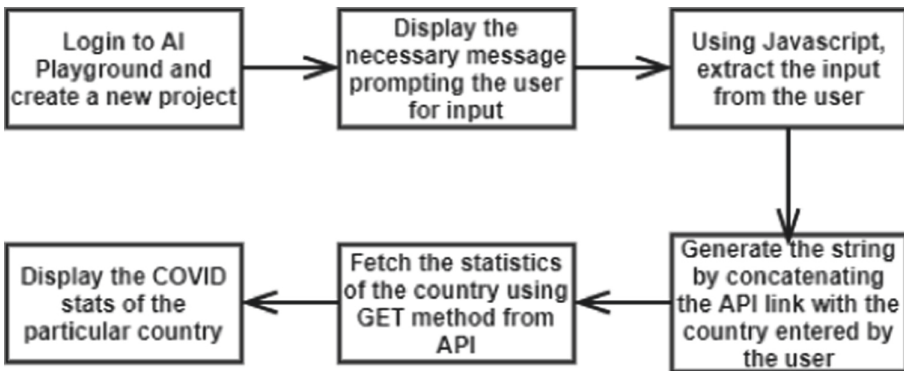 Login to AI
Playground and
create a new project
Display the
necessary message
prompting the user
for input
Using Javascript,
extract the input
from the user
Generate the string
by concatenating
the API link with the
country entered by
the user
Fetch the statistics
of the country using
GET method from
API
Display the COVID
stats of the
particular country